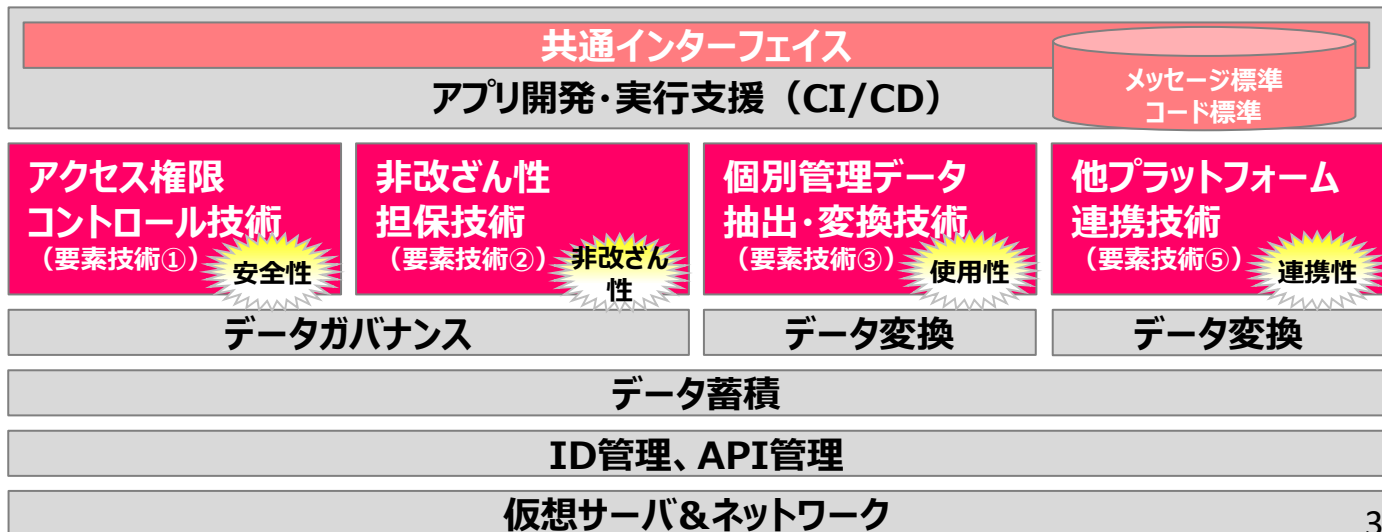 共通インターフェイス
アプリ開発・実行支援（CI/CD）
メッセージ標準
コード標準
アクセス権限
コントロール技術
（要素技術①）
安全性
非改ざん性
担保技術
（要素技術②）
非改ざん
性
個別管理データ
抽出・変換技術
（要素技術③）
使用性
他プラットフォーム
連携技術
（要素技術⑤）
連携性
データガバナンス
データ変換
データ変換
データ蓄積
ID管理、API管理
仮想サーバ&ネットワーク
3